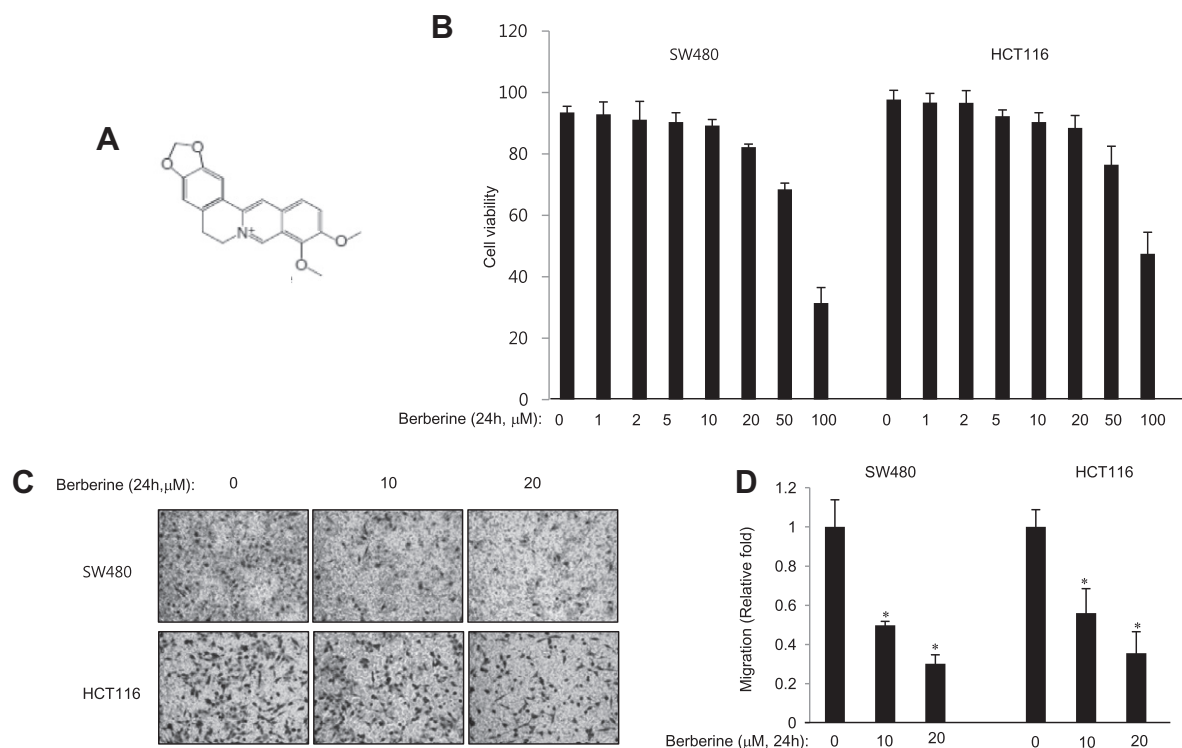 A
O
O
N+
O
O
B
120
100
80
60
40
20
0
Cell viability
SW480
HCT116
Berberine (24h, μM): 0 1 2 5 10 20 50 100 0 1 2 5 10 20 50 100
C
Berberine (24h,μM): 0 10 20
SW480
HCT116
D
SW480
HCT116
1.2
1
0.8
0.6
0.4
0.2
0
Migration (Relative fold)
*
*
*
*
Berberine (μM, 24h): 0 10 20 0 10 20